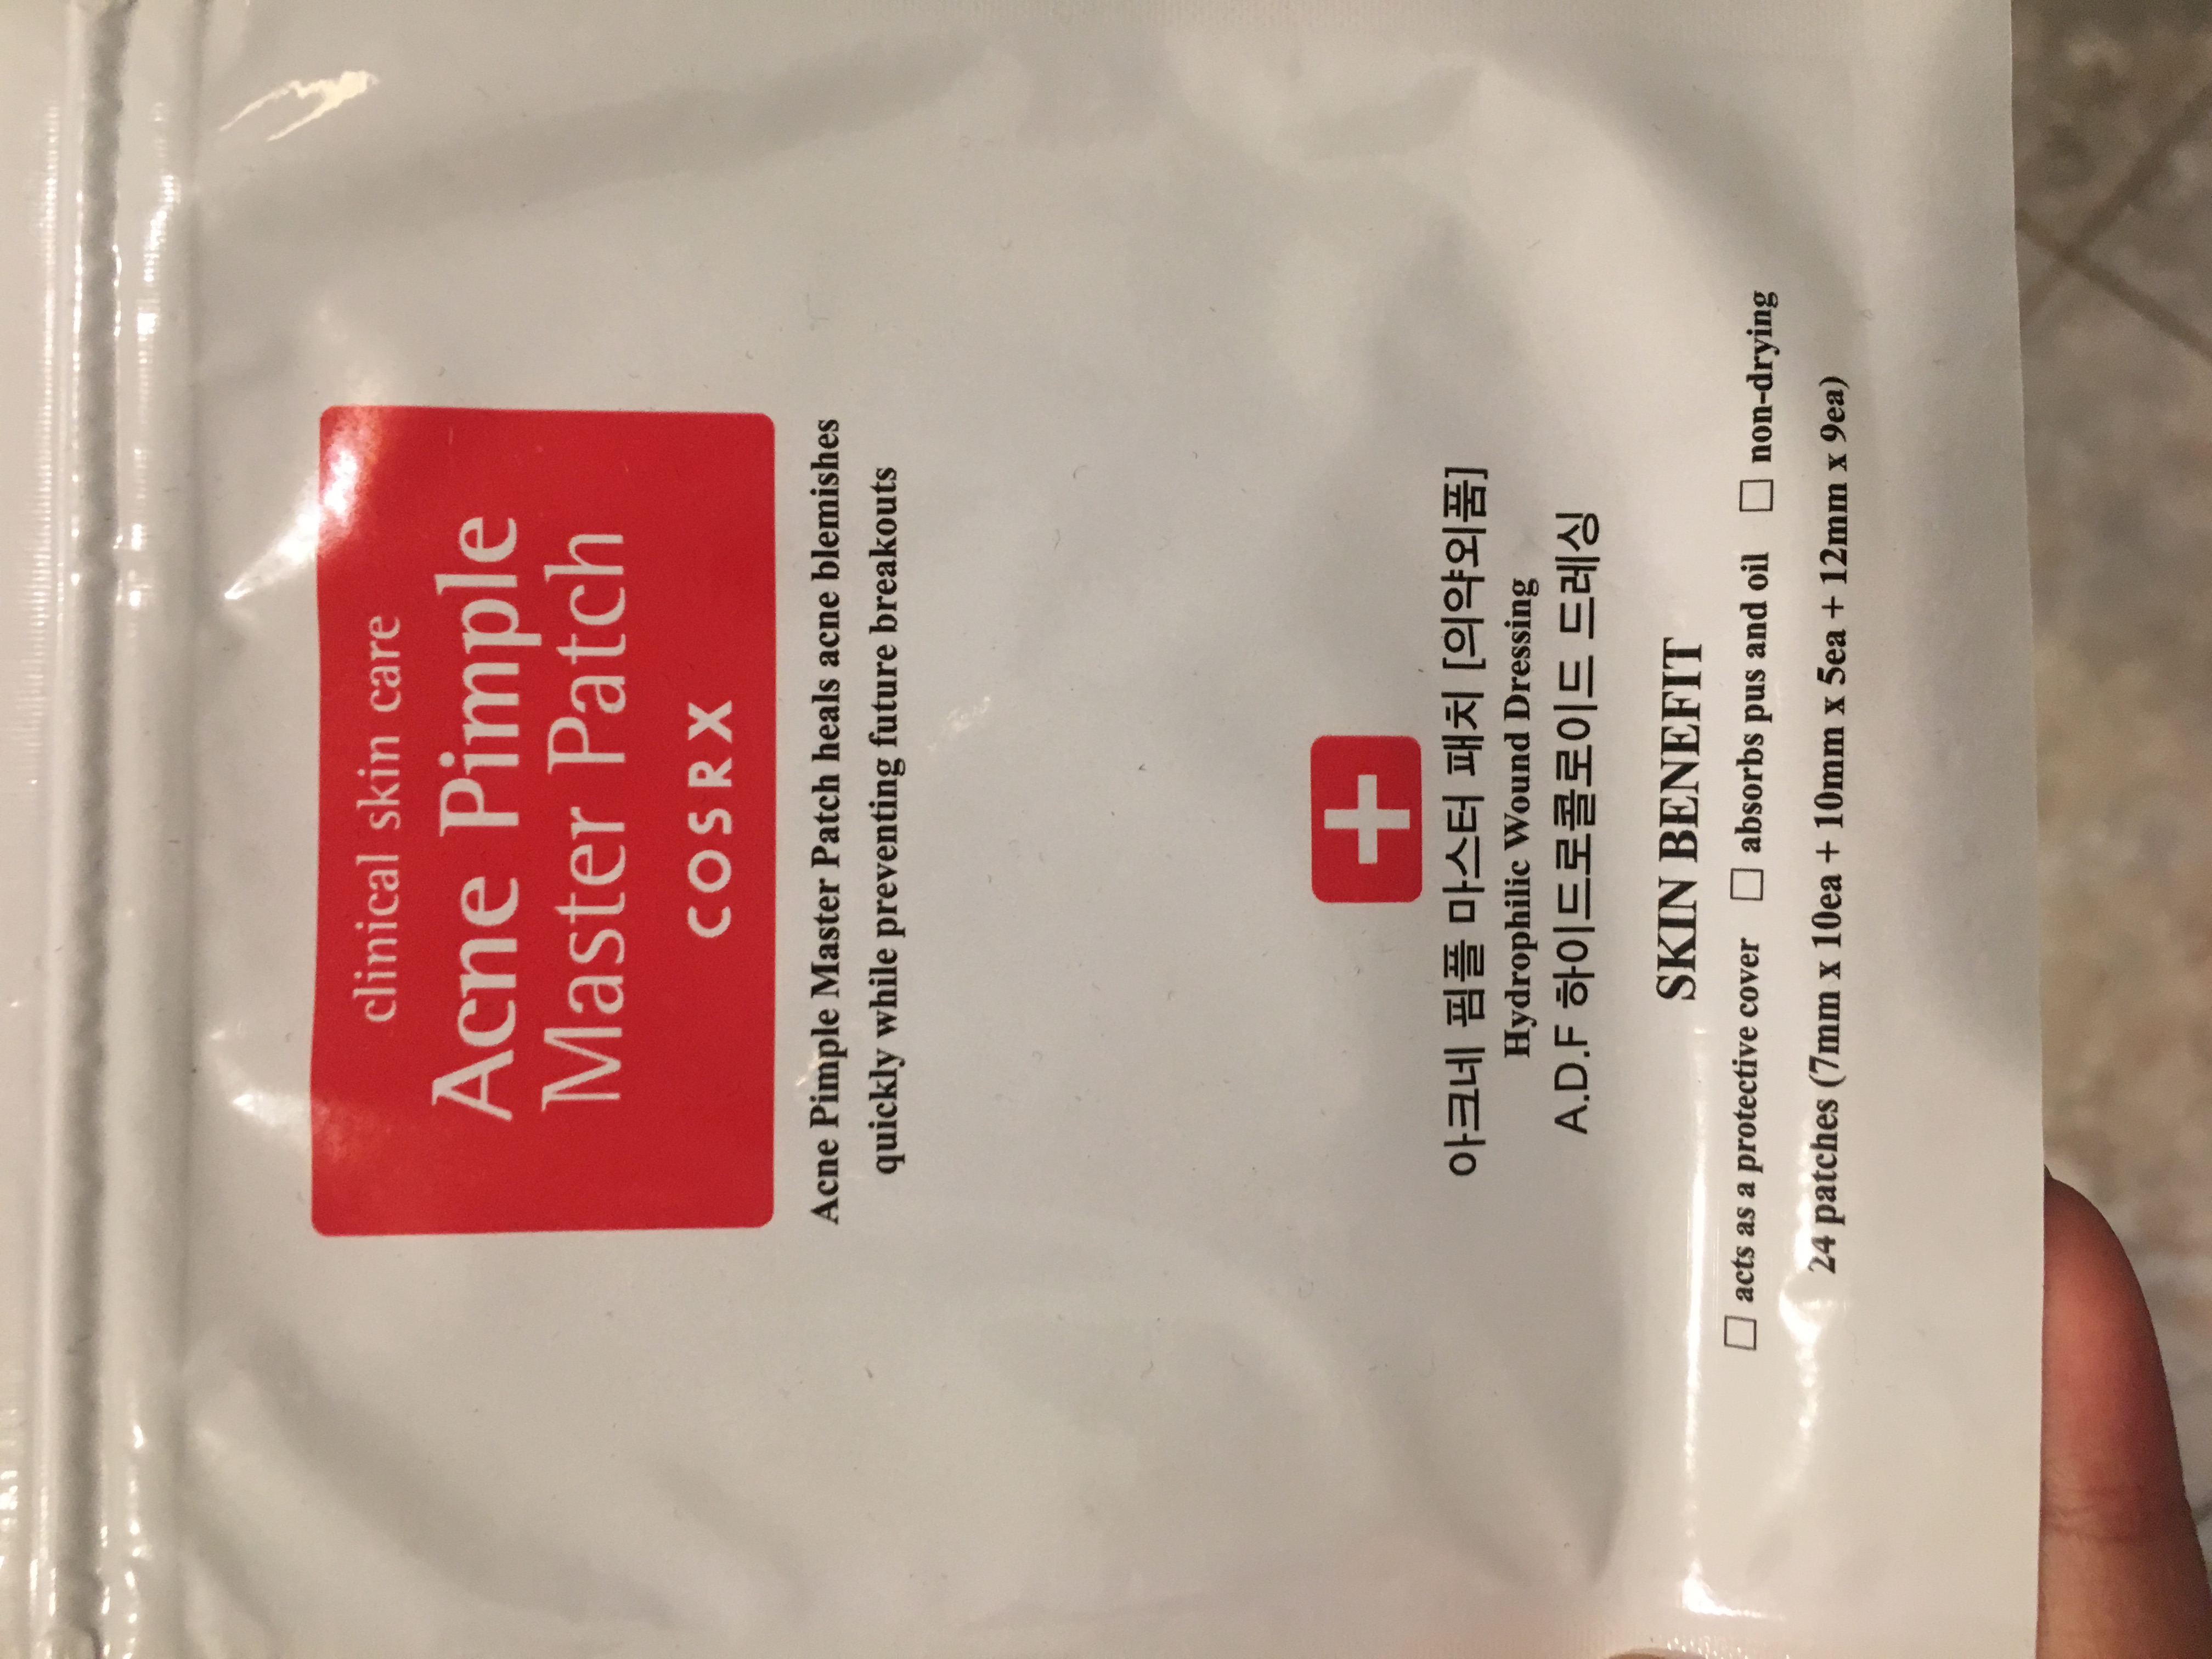 clinical skin care
Acne Pimple
Master Patch
COSRX
Acne Pimple Master Patch heals acne blemishes
quickly while preventing future breakouts
아크네 핌플 마스터 패치 [의약외품]
Hydrophilic Wound Dressing
A.D.F 하이드로콜로이드 드레싱
SKIN BENEFIT
□ acts as a protective cover □ absorbs pus and oil □ non-drying
24 patches (7mm x 10ea + 10mm x 5ea + 12mm x 9ea)